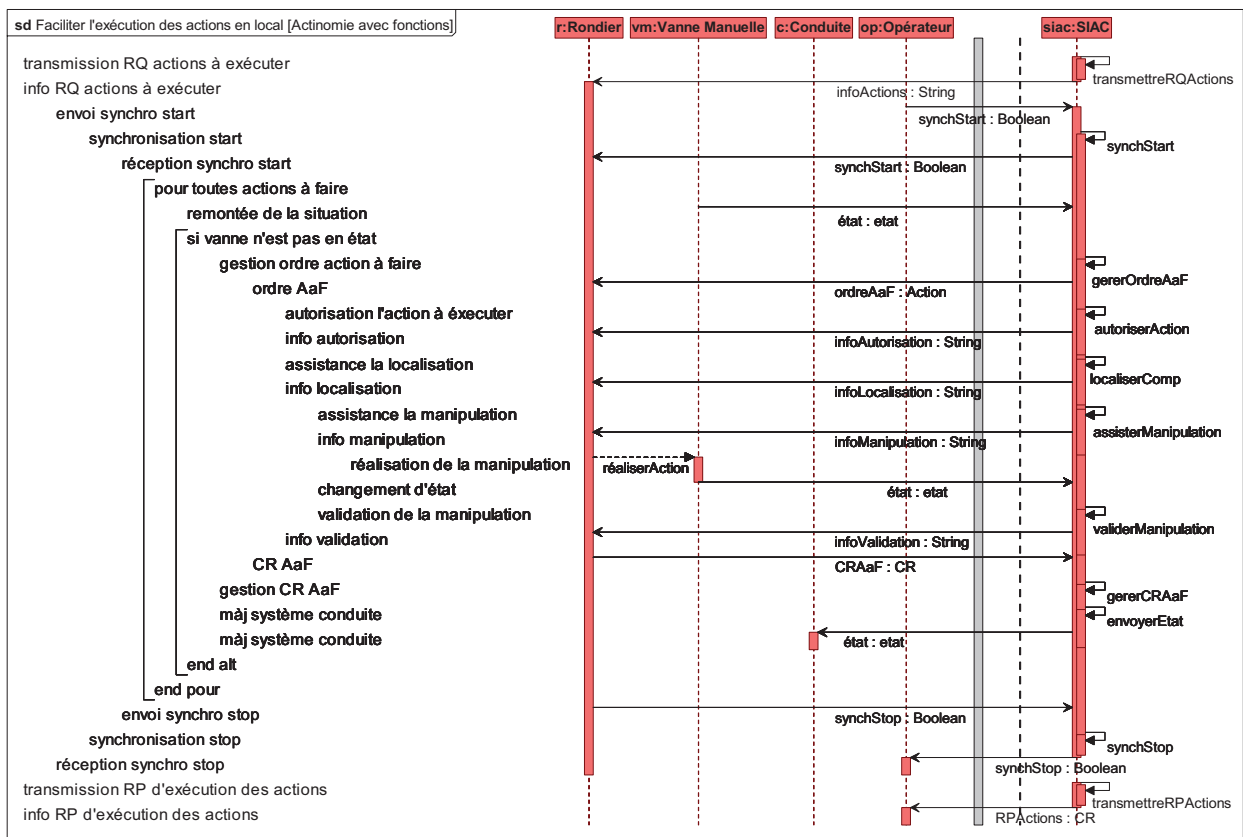 sd Faciliter l'exécution des actions en local [Actinomie avec fonctions]
r:Rondier vm:Vanne Manuelle c:Conduite op:Opérateur siac:SIAC
transmission RQ actions à exécuter
transmettreRQActions
info RQ actions à exécuter
infoActions : String
envoi synchro start
synchStart : Boolean
synchronisation start
synchStart
réception synchro start
synchStart : Boolean
pour toutes actions à faire
remontée de la situation
état : etat
si vanne n'est pas en état
gestion ordre action à faire
gererOrdreAaF
ordre AaF
ordreAaF : Action
autorisation l'action à éxecuter
autoriserAction
info autorisation
infoAutorisation : String
assistance la localisation
localiserComp
info localisation
infoLocalisation : String
assistance la manipulation
assisterManipulation
info manipulation
infoManipulation : String
réalisation de la manipulation
réaliserAction
changement d'état
état : etat
validation de la manipulation
validerManipulation
info validation
infoValidation : String
CR AaF
CRAaF : CR
gestion CR AaF
gererCRAaF
màj système conduite
envoyerEtat
màj système conduite
état : etat
end alt
end pour
envoi synchro stop
synchStop : Boolean
synchronisation stop
synchStop
réception synchro stop
synchStop : Boolean
transmission RP d'exécution des actions
transmettreRPActions
info RP d'exécution des actions
RPActions : CR